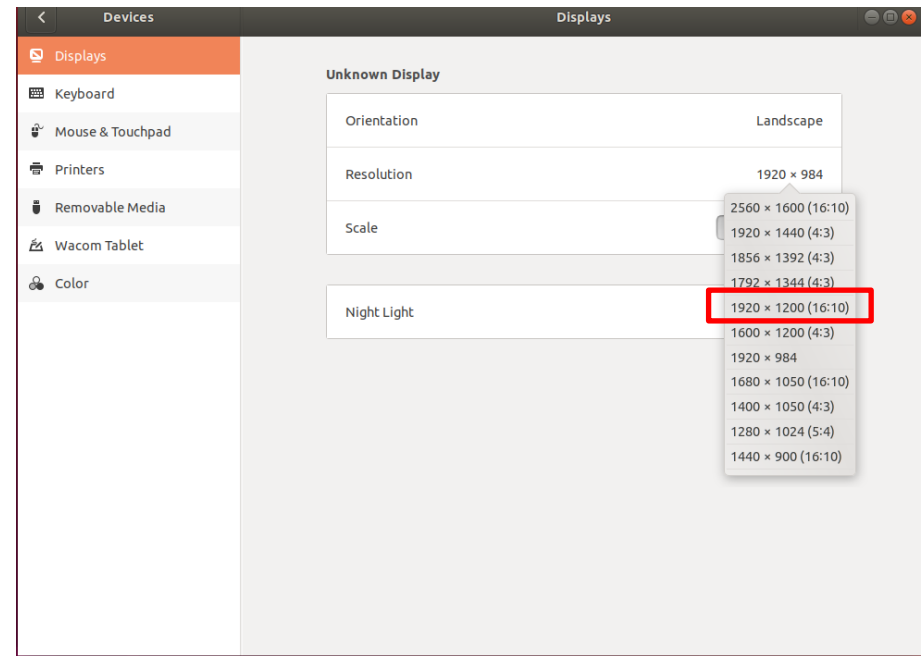 Devices
Displays
Displays
Keyboard
Mouse & Touchpad
Printers
Removable Media
Wacom Tablet
Color
Unknown Display
Orientation
Landscape
Resolution
1920 × 984
Scale
Night Light
2560 × 1600 (16:10)
1920 × 1440 (4:3)
1856 × 1392 (4:3)
1792 × 1344 (4:3)
1920 × 1200 (16:10)
1600 × 1200 (4:3)
1920 × 984
1680 × 1050 (16:10)
1400 × 1050 (4:3)
1280 × 1024 (5:4)
1440 × 900 (16:10)